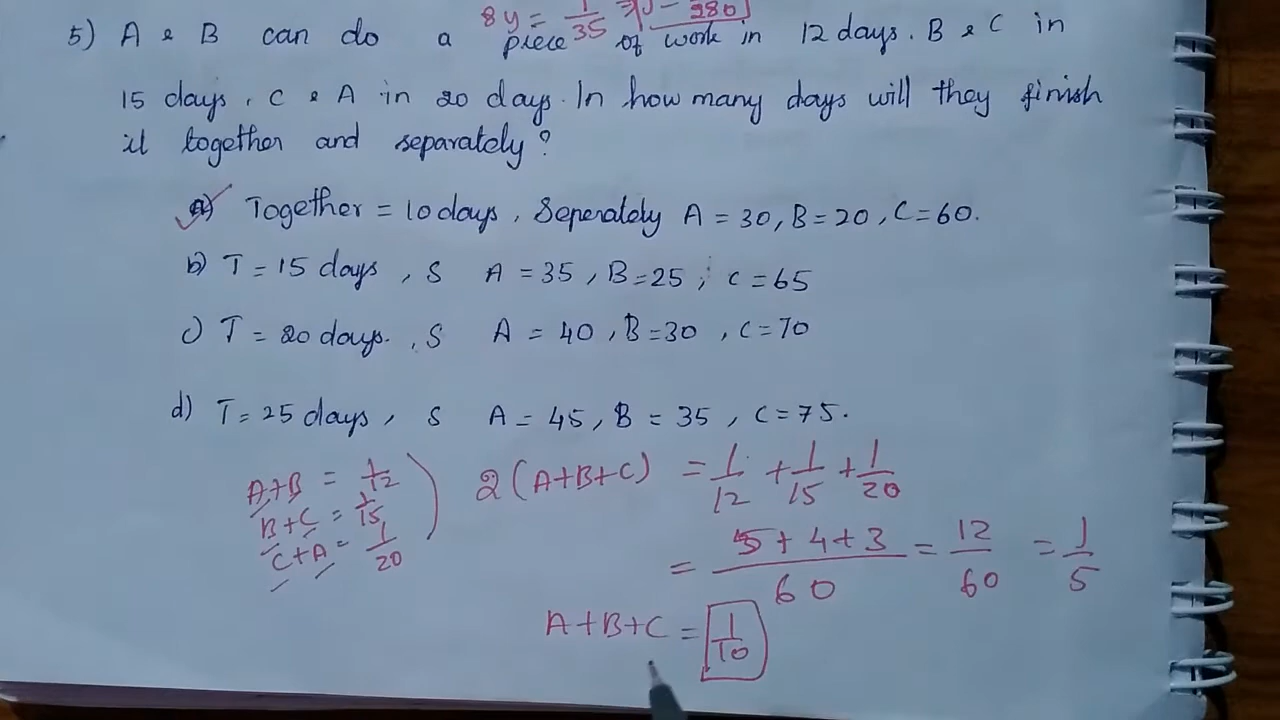 8y = 1/35
5) A & B can do a piece of work in 12 days. B & C in
15 days, C & A in 20 days. In how many days will they finish
it together and separately?
a) Together = 10 days, Seperately A = 30, B = 20, C = 60.
b) T = 15 days, S A = 35, B = 25, C = 65
c) T = 20 days., S A = 40, B = 30, C = 70
d) T = 25 days, S A = 45, B = 35, C = 75.
A+B = 1/12
B+C = 1/15
C+A = 1/20
2(A+B+C) = 1/12 + 1/15 + 1/20
= 5+4+3/60 = 12/60 = 1/5
A+B+C = 1/10